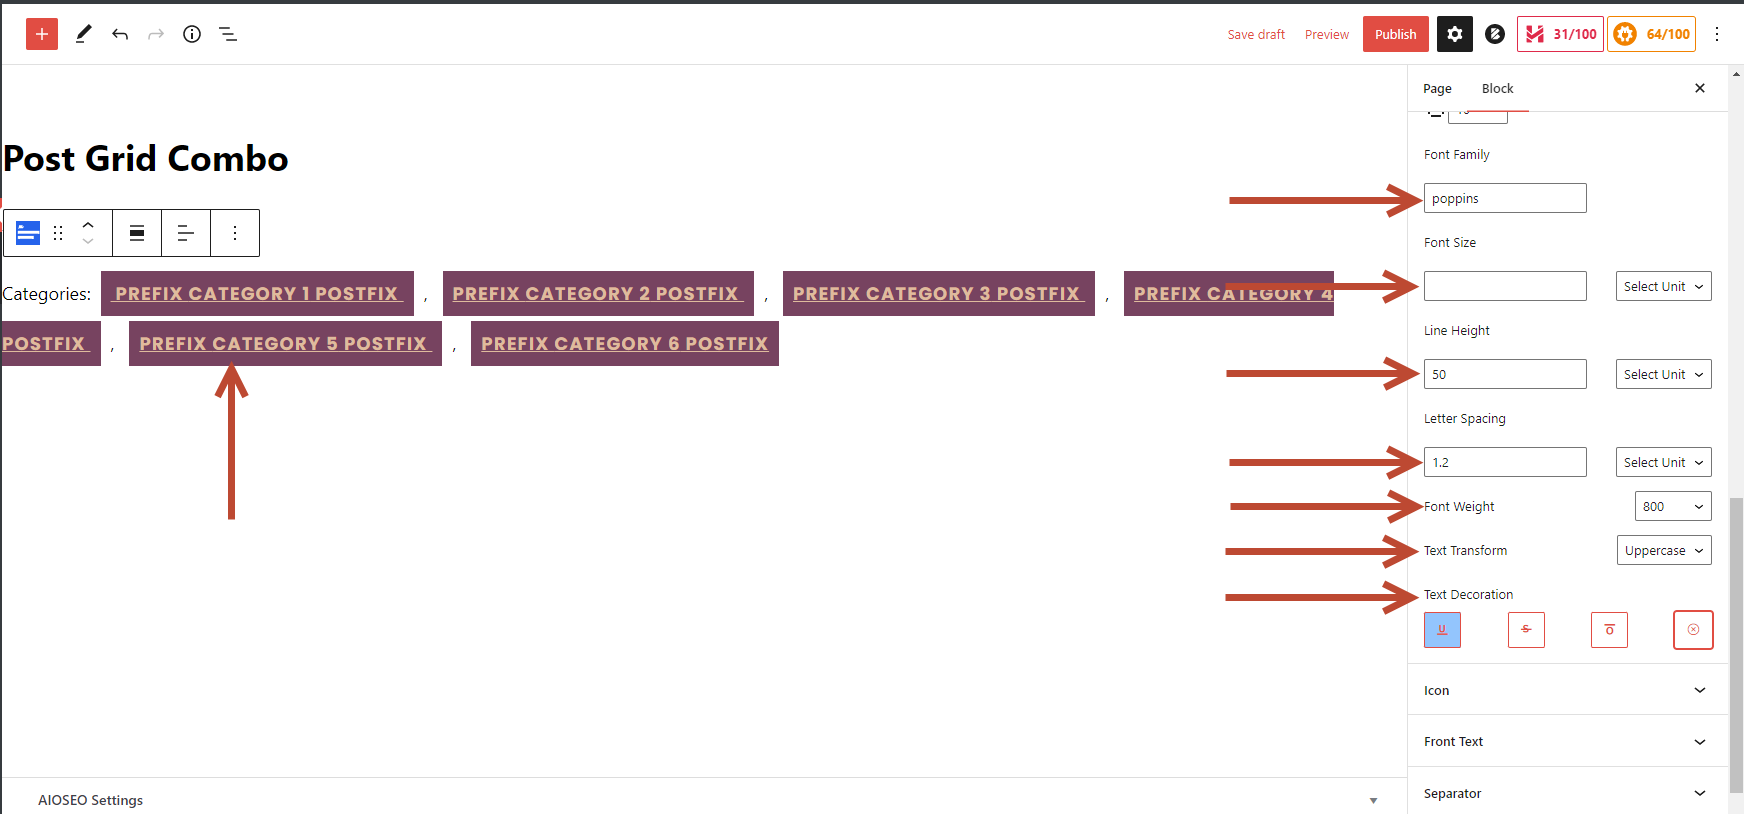 Save draft Preview Publish 31/100 64/100
Page Block
Post Grid Combo
Font Family
poppins
Font Size
Select Unit
Categories: PREFIX CATEGORY 1 POSTFIX , PREFIX CATEGORY 2 POSTFIX , PREFIX CATEGORY 3 POSTFIX , PREFIX CATEGORY 4
POSTFIX , PREFIX CATEGORY 5 POSTFIX , PREFIX CATEGORY 6 POSTFIX
Line Height
50 Select Unit
Letter Spacing
1.2 Select Unit
Font Weight 800
Text Transform Uppercase
Text Decoration
U S O
Icon
Front Text
Separator
AIOSEO Settings